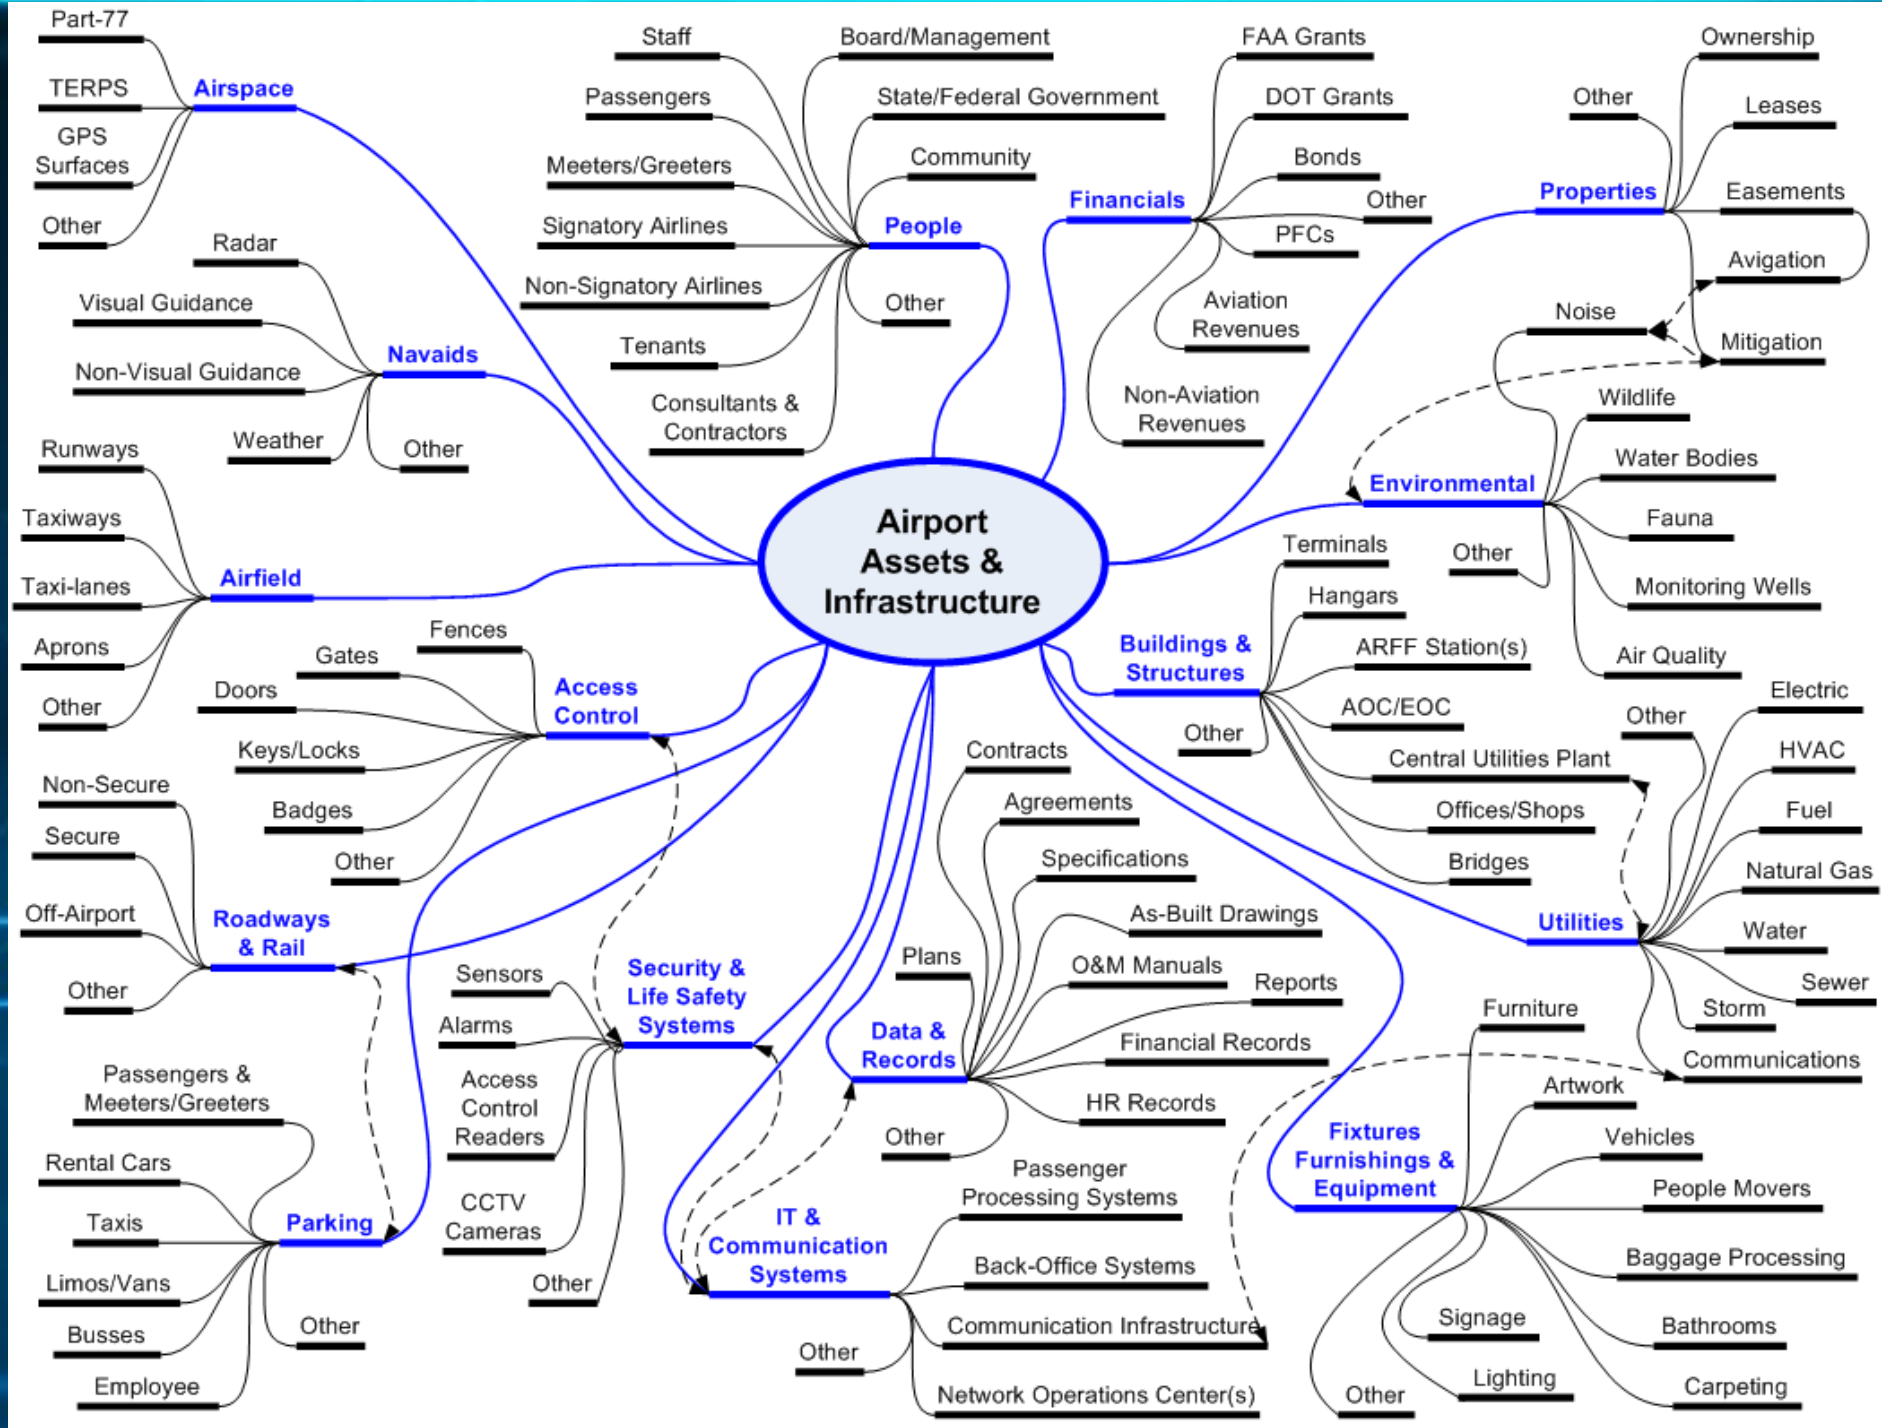 Part-77
TERPS
GPS
Surfaces
Other
Airspace
Radar
Visual Guidance
Non-Visual Guidance
Weather
Other
Navaids
Runways
Taxiways
Taxi-lanes
Aprons
Other
Airfield
Staff
Passengers
Meeters/Greeters
Signatory Airlines
Non-Signatory Airlines
Tenants
Consultants &
Contractors
Board/Management
State/Federal Government
Community
People
Other
FAA Grants
DOT Grants
Bonds
Other
PFCs
Financials
Aviation
Revenues
Non-Aviation
Revenues
Ownership
Other
Leases
Properties
Easements
Avigation
Mitigation
Noise
Wildlife
Water Bodies
Environmental
Fauna
Other
Monitoring Wells
Air Quality
Airport
Assets &
Infrastructure
Terminals
Hangars
Buildings &
Structures
ARFF Station(s)
AOC/EOC
Other
Central Utilities Plant
Offices/Shops
Bridges
Electric
Other
HVAC
Fuel
Natural Gas
Utilities
Water
Sewer
Storm
Communications
Fences
Gates
Doors
Access
Control
Keys/Locks
Badges
Other
Non-Secure
Secure
Off-Airport
Roadways
& Rail
Other
Passengers &
Meeters/Greeters
Rental Cars
Taxis
Parking
Limos/Vans
Busses
Other
Employee
Sensors
Alarms
Security &
Life Safety
Systems
Access
Control
Readers
CCTV
Cameras
Other
Contracts
Agreements
Specifications
As-Built Drawings
Plans
O&M Manuals
Reports
Data &
Records
Financial Records
HR Records
Other
Passenger
Processing Systems
IT &
Communication
Systems
Back-Office Systems
Communication Infrastructure
Other
Network Operations Center(s)
Furniture
Artwork
Fixtures
Furnishings &
Equipment
Vehicles
People Movers
Baggage Processing
Signage
Bathrooms
Lighting
Carpeting
Other